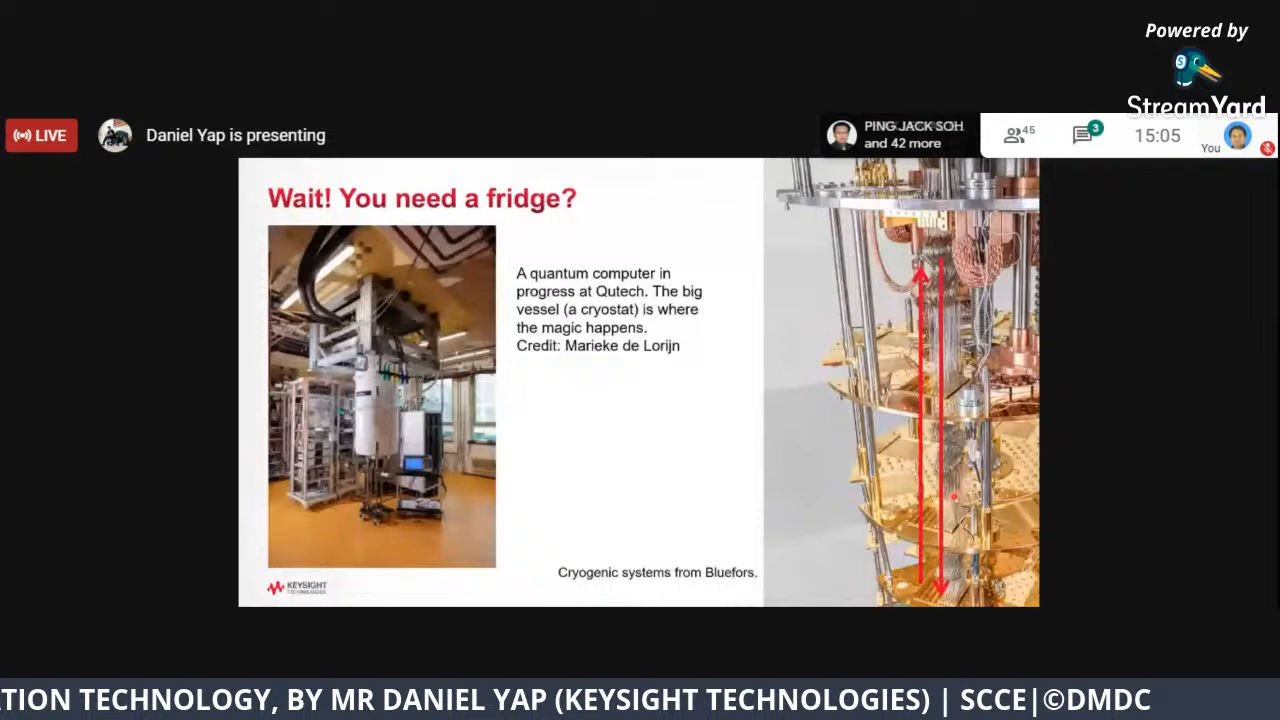 Powered by
StreamYard
LIVE
Daniel Yap is presenting
PING JACK SOH
and 42 more
45
3
15:05
You
Wait! You need a fridge?
A quantum computer in
progress at Qutech. The big
vessel (a cryostat) is where
the magic happens.
Credit: Marieke de Lorijn
Cryogenic systems from Bluefors.
KEYSIGHT
TECHNOLOGIES
TION TECHNOLOGY, BY MR DANIEL YAP (KEYSIGHT TECHNOLOGIES) | SCCE|©DMDC